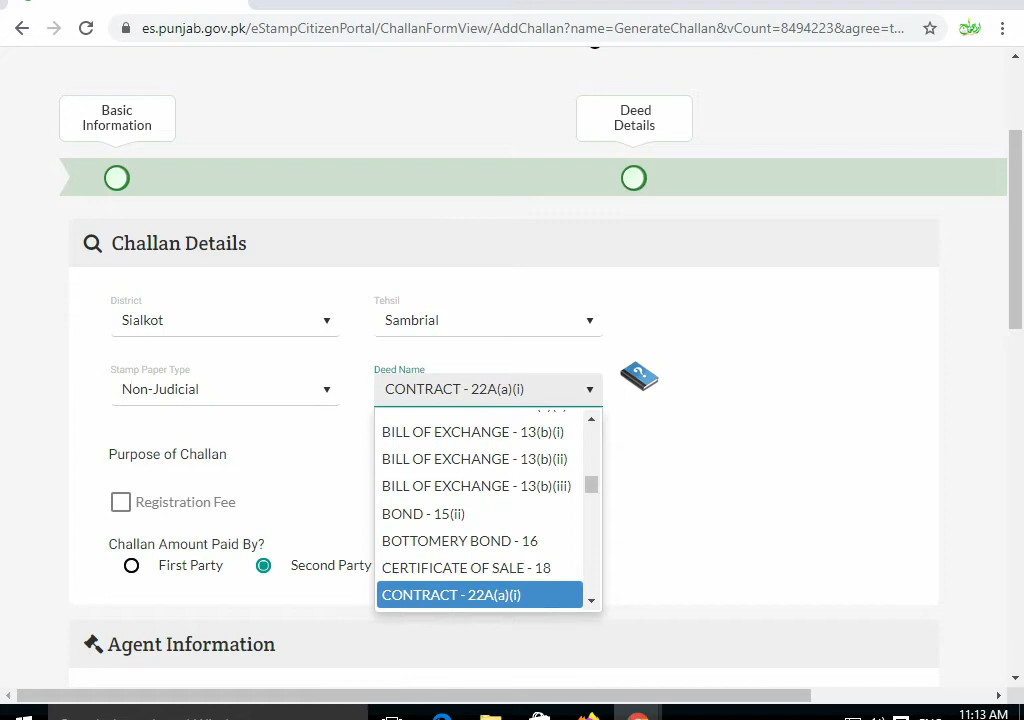 es.punjab.gov.pk/eStampCitizenPortal/ChallanFormView/AddChallan?name=GenerateChallan&vCount=8494223&agree=t...
Basic
Information
Deed
Details
Challan Details
District
Tehsil
Sialkot
Sambrial
Stamp Paper Type
Deed Name
Non-Judicial
CONTRACT - 22A(a)(i)
BILL OF EXCHANGE - 13(b)(i)
BILL OF EXCHANGE - 13(b)(ii)
BILL OF EXCHANGE - 13(b)(iii)
BOND - 15(ii)
BOTTOMERY BOND - 16
CERTIFICATE OF SALE - 18
CONTRACT - 22A(a)(i)
Purpose of Challan
Registration Fee
Challan Amount Paid By?
First Party
Second Party
Agent Information
11:13 AM